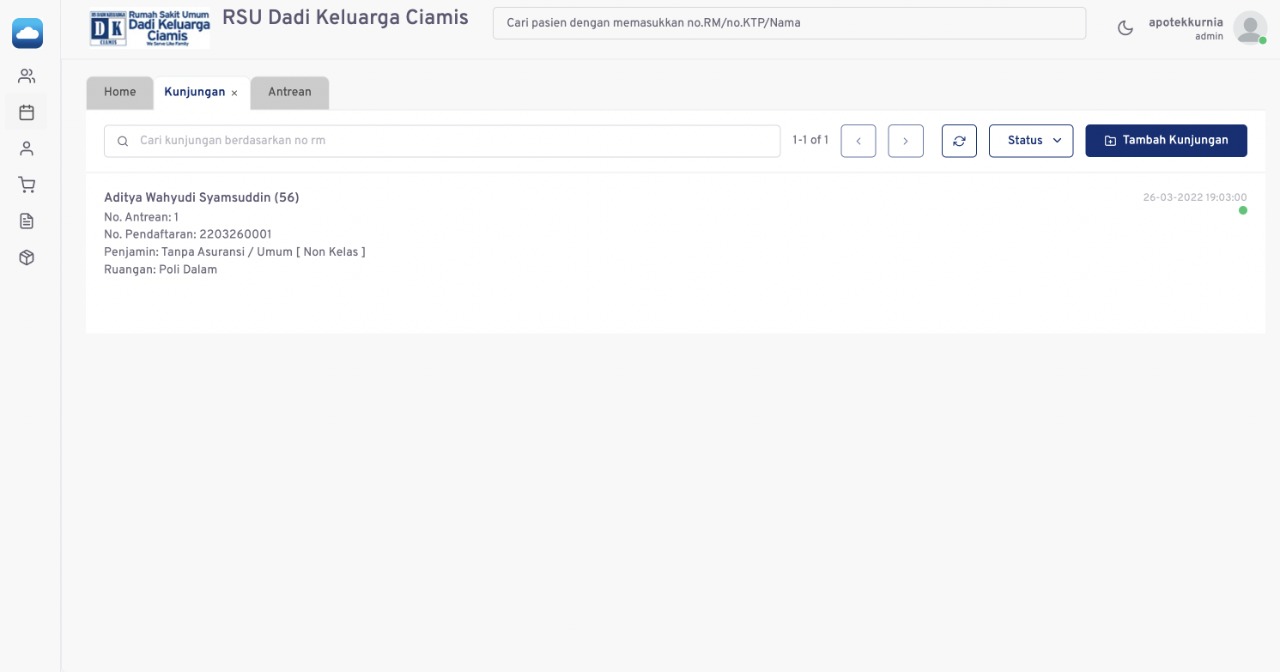 Rumah Sakit Umum
Dadi Keluarga
Ciamis
We Serve Like Family
DK
CIAMIS
RSU Dadi Keluarga Ciamis
Cari pasien dengan memasukkan no.RM/no.KTP/Nama
apotekkurnia
admin
Home
Kunjungan ×
Antrean
Cari kunjungan berdasarkan no rm
1-1 of 1
Status
Tambah Kunjungan
Aditya Wahyudi Syamsuddin (56)
26-03-2022 19:03:00
No. Antrean: 1
No. Pendaftaran: 2203260001
Penjamin: Tanpa Asuransi / Umum [ Non Kelas ]
Ruangan: Poli Dalam